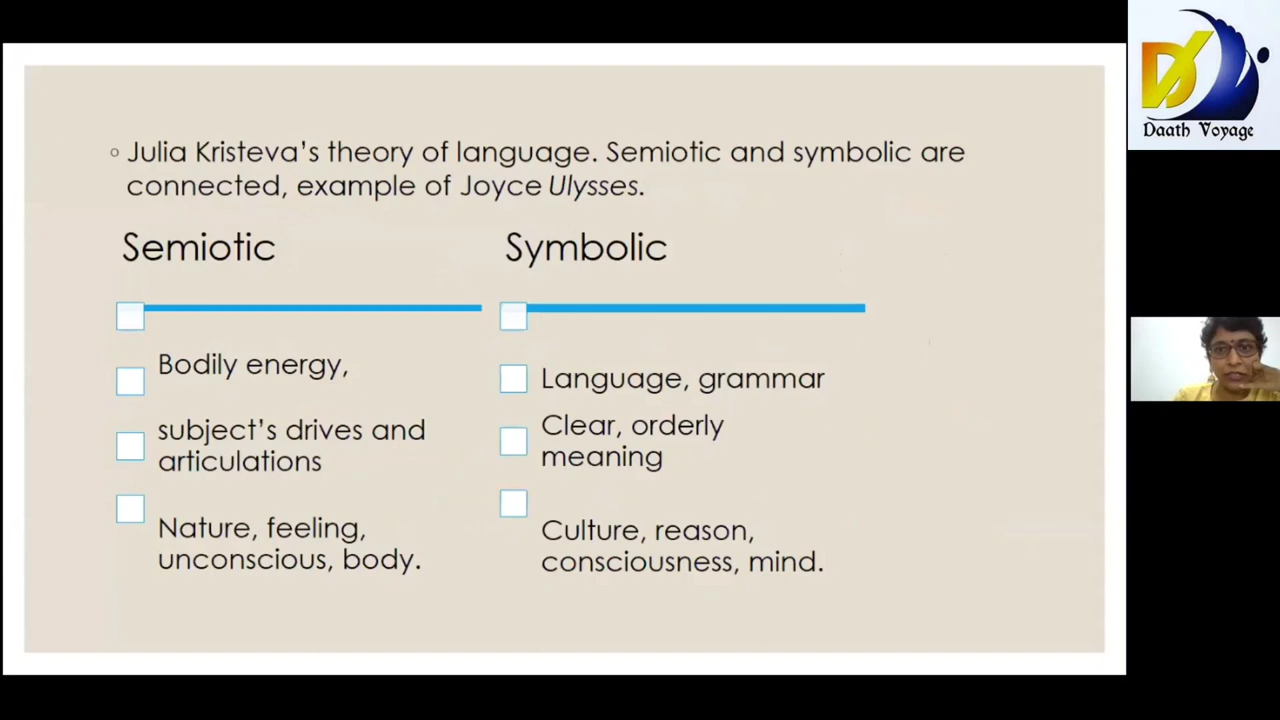 Julia Kristeva's theory of language. Semiotic and symbolic are
connected, example of Joyce Ulysses.
Semiotic
Bodily energy,
subject's drives and
articulations
Nature, feeling,
unconscious, body.
Symbolic
Language, grammar
Clear, orderly
meaning
Culture, reason,
consciousness, mind.
D
Daath Voyage